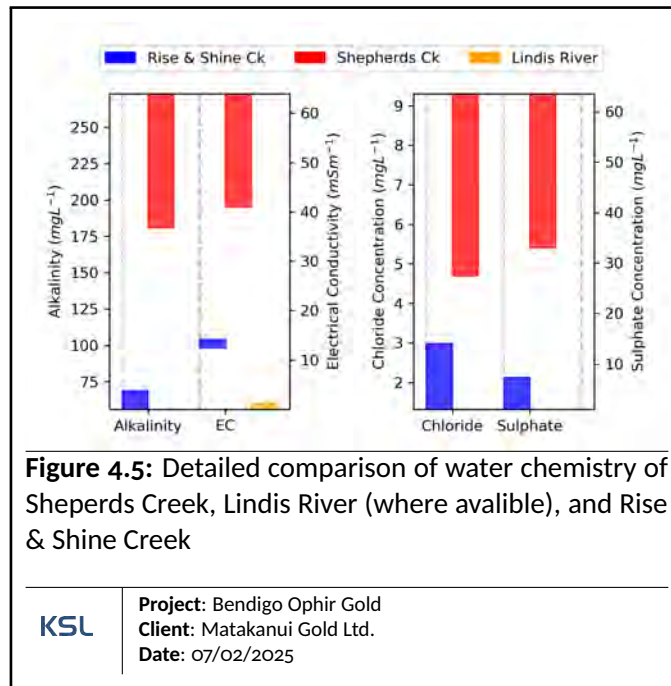 Rise & Shine Ck Shepherds Ck Lindis River
Alkalinity (mgL⁻¹)
250
225
200
175
150
125
100
75
Alkalinity EC
60
50
40
30
20
10
Electrical Conductivity (mSm⁻¹)
Chloride Concentration (mgL⁻¹)
9
8
7
6
5
4
3
2
Chloride Sulphate
60
50
40
30
20
10
Sulphate Concentration (mgL⁻¹)
Figure 4.5: Detailed comparison of water chemistry of
Sheperds Creek, Lindis River (where avalible), and Rise
& Shine Creek
KSL
Project: Bendigo Ophir Gold
Client: Matakanui Gold Ltd.
Date: 07/02/2025